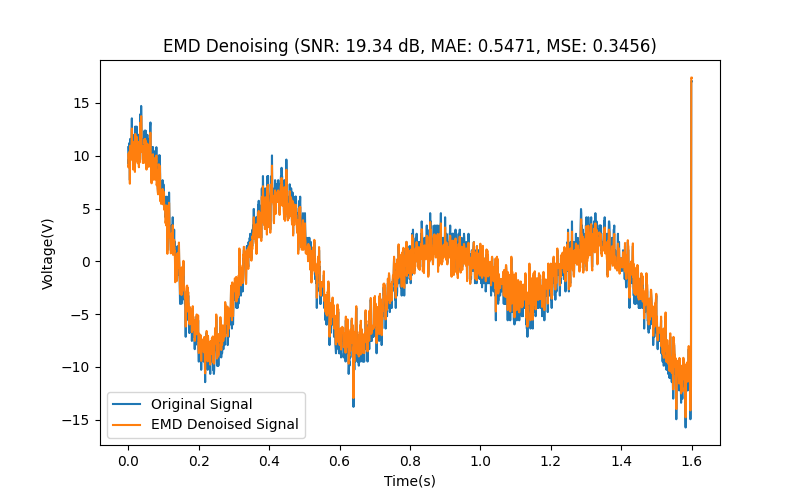 EMD Denoising (SNR: 19.34 dB, MAE: 0.5471, MSE: 0.3456)
Voltage(V)
15
10
5
0
−5
−10
−15
Original Signal
EMD Denoised Signal
0.0 0.2 0.4 0.6 0.8 1.0 1.2 1.4 1.6
Time(s)